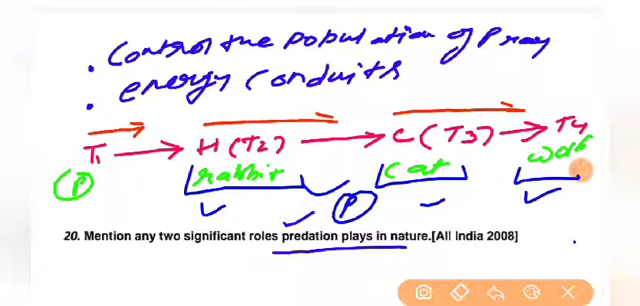 . Control the population of Pray
. energy conduits
T1 → H (T2) → C (T3) → T4
P rabbit cat wolf
P
20. Mention any two significant roles predation plays in nature.[All India 2008]